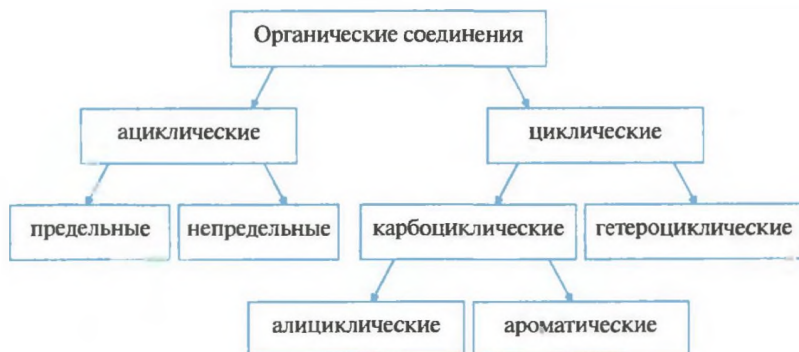 Органические соединения
ациклические
циклические
предельные
непредельные
карбоциклические
гетероциклические
алициклические
ароматические